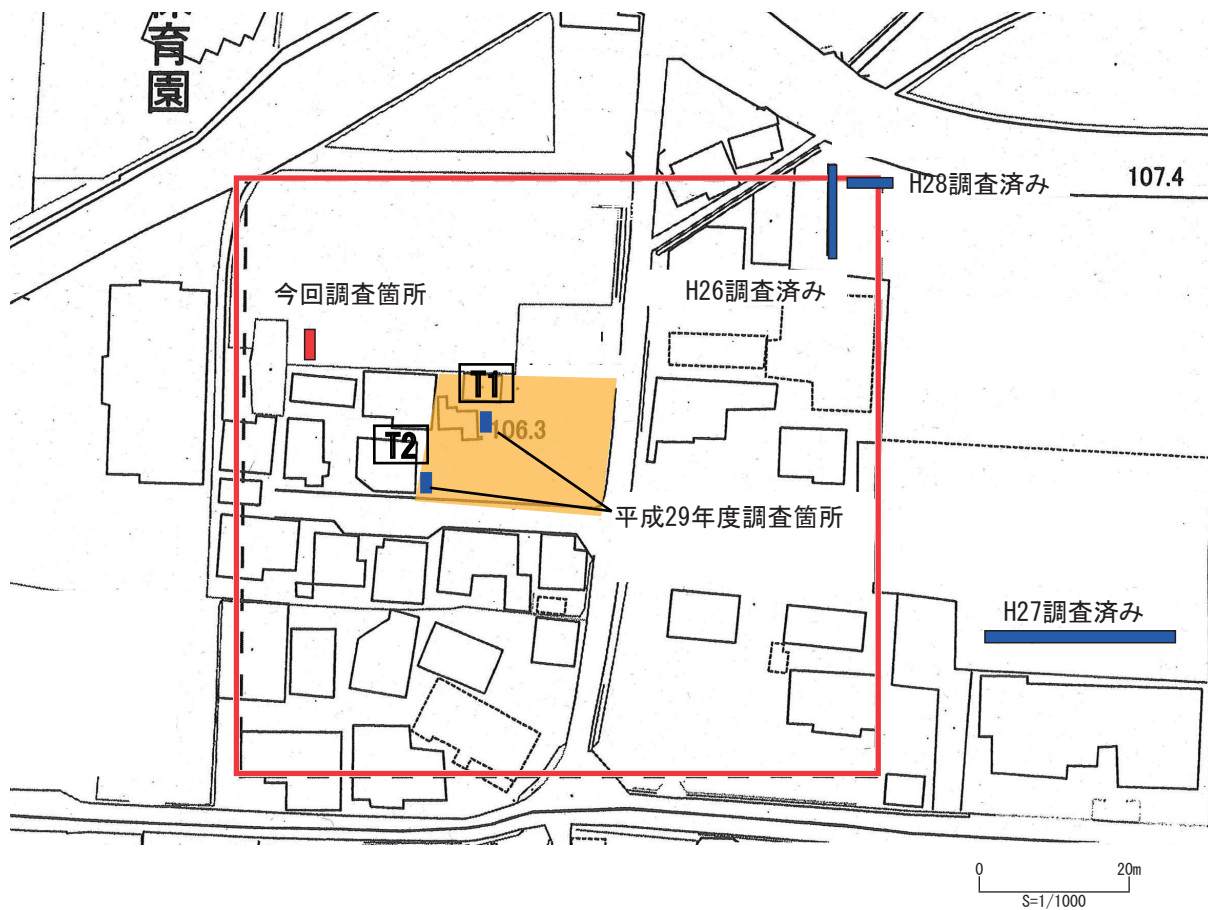 育園
H28調査済み
107.4
今回調査箇所
H26調査済み
T1
106.3
T2
平成29年度調査箇所
H27調査済み
0 20m
S=1/1000